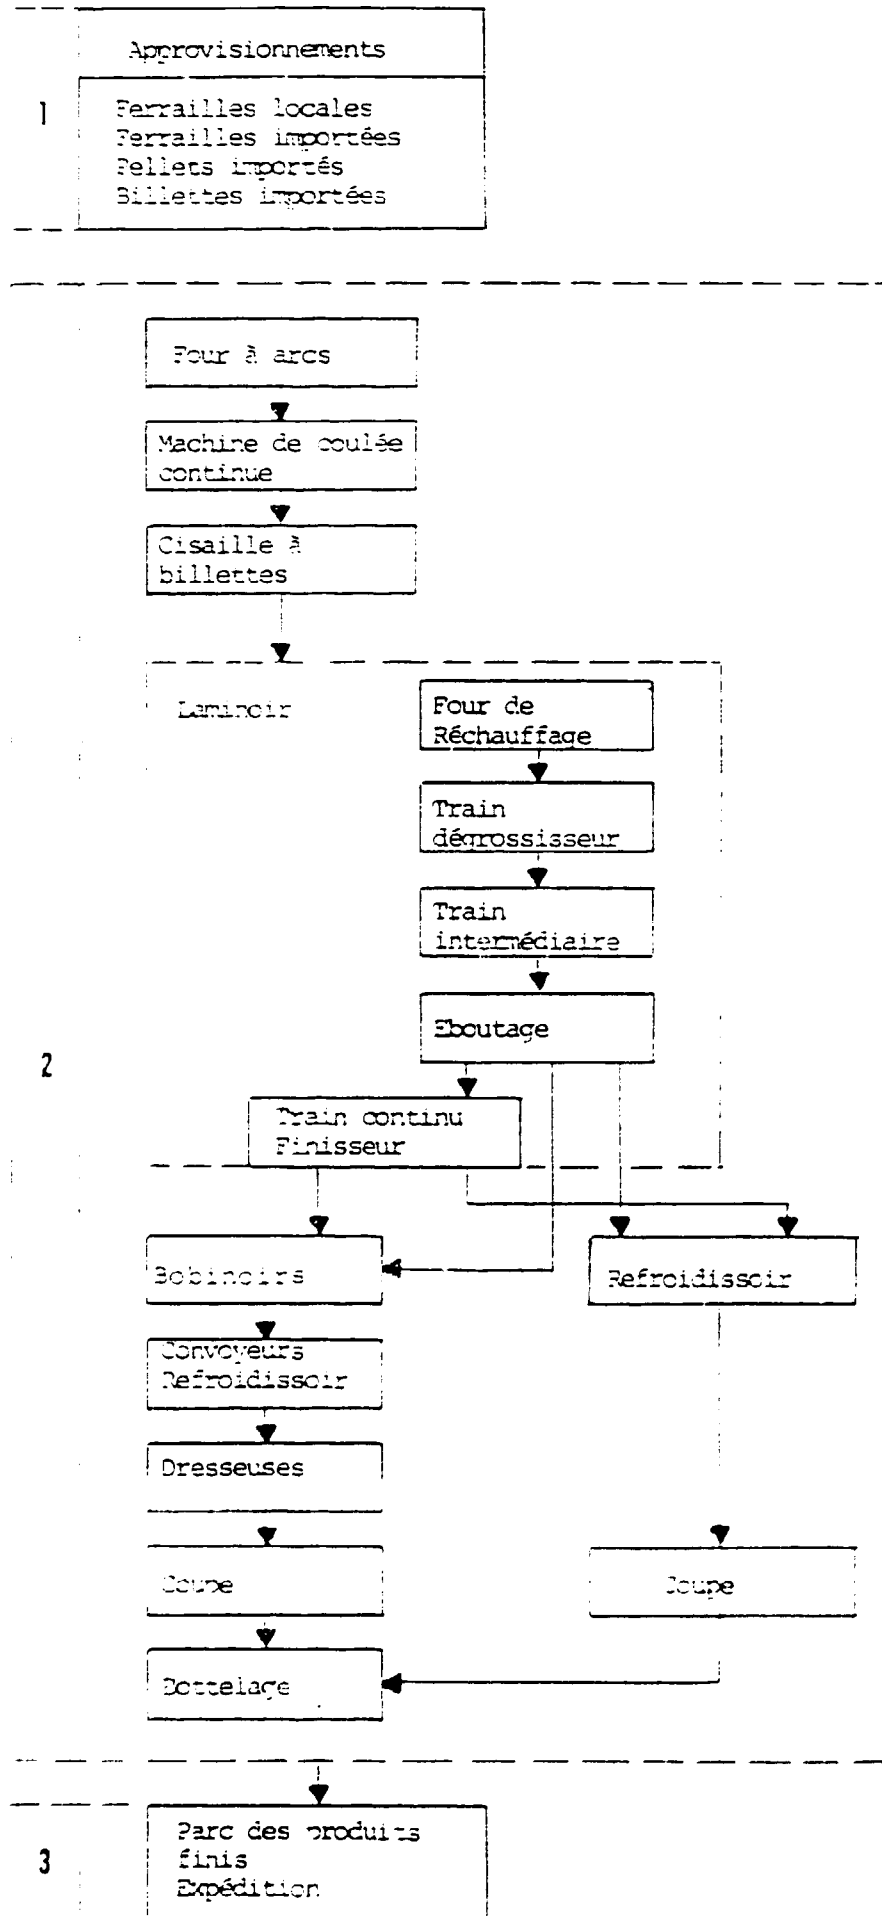 Approvisionnements
1
Ferrailles locales
Ferrailles importées
Pellets importés
Billettes importées
Four à arcs
Machine de coulée
continue
Cisaille à
billettes
Laminoir
Four de
Réchauffage
Train
dégrossisseur
Train
intermédiaire
Eboutage
2
Train continu
Finisseur
Bobinoirs
Refroidissoir
Convoyeurs
Refroidissoir
Dresseuses
Coupe
Coupe
Bottelage
3
Parc des produits
finis
Expédition